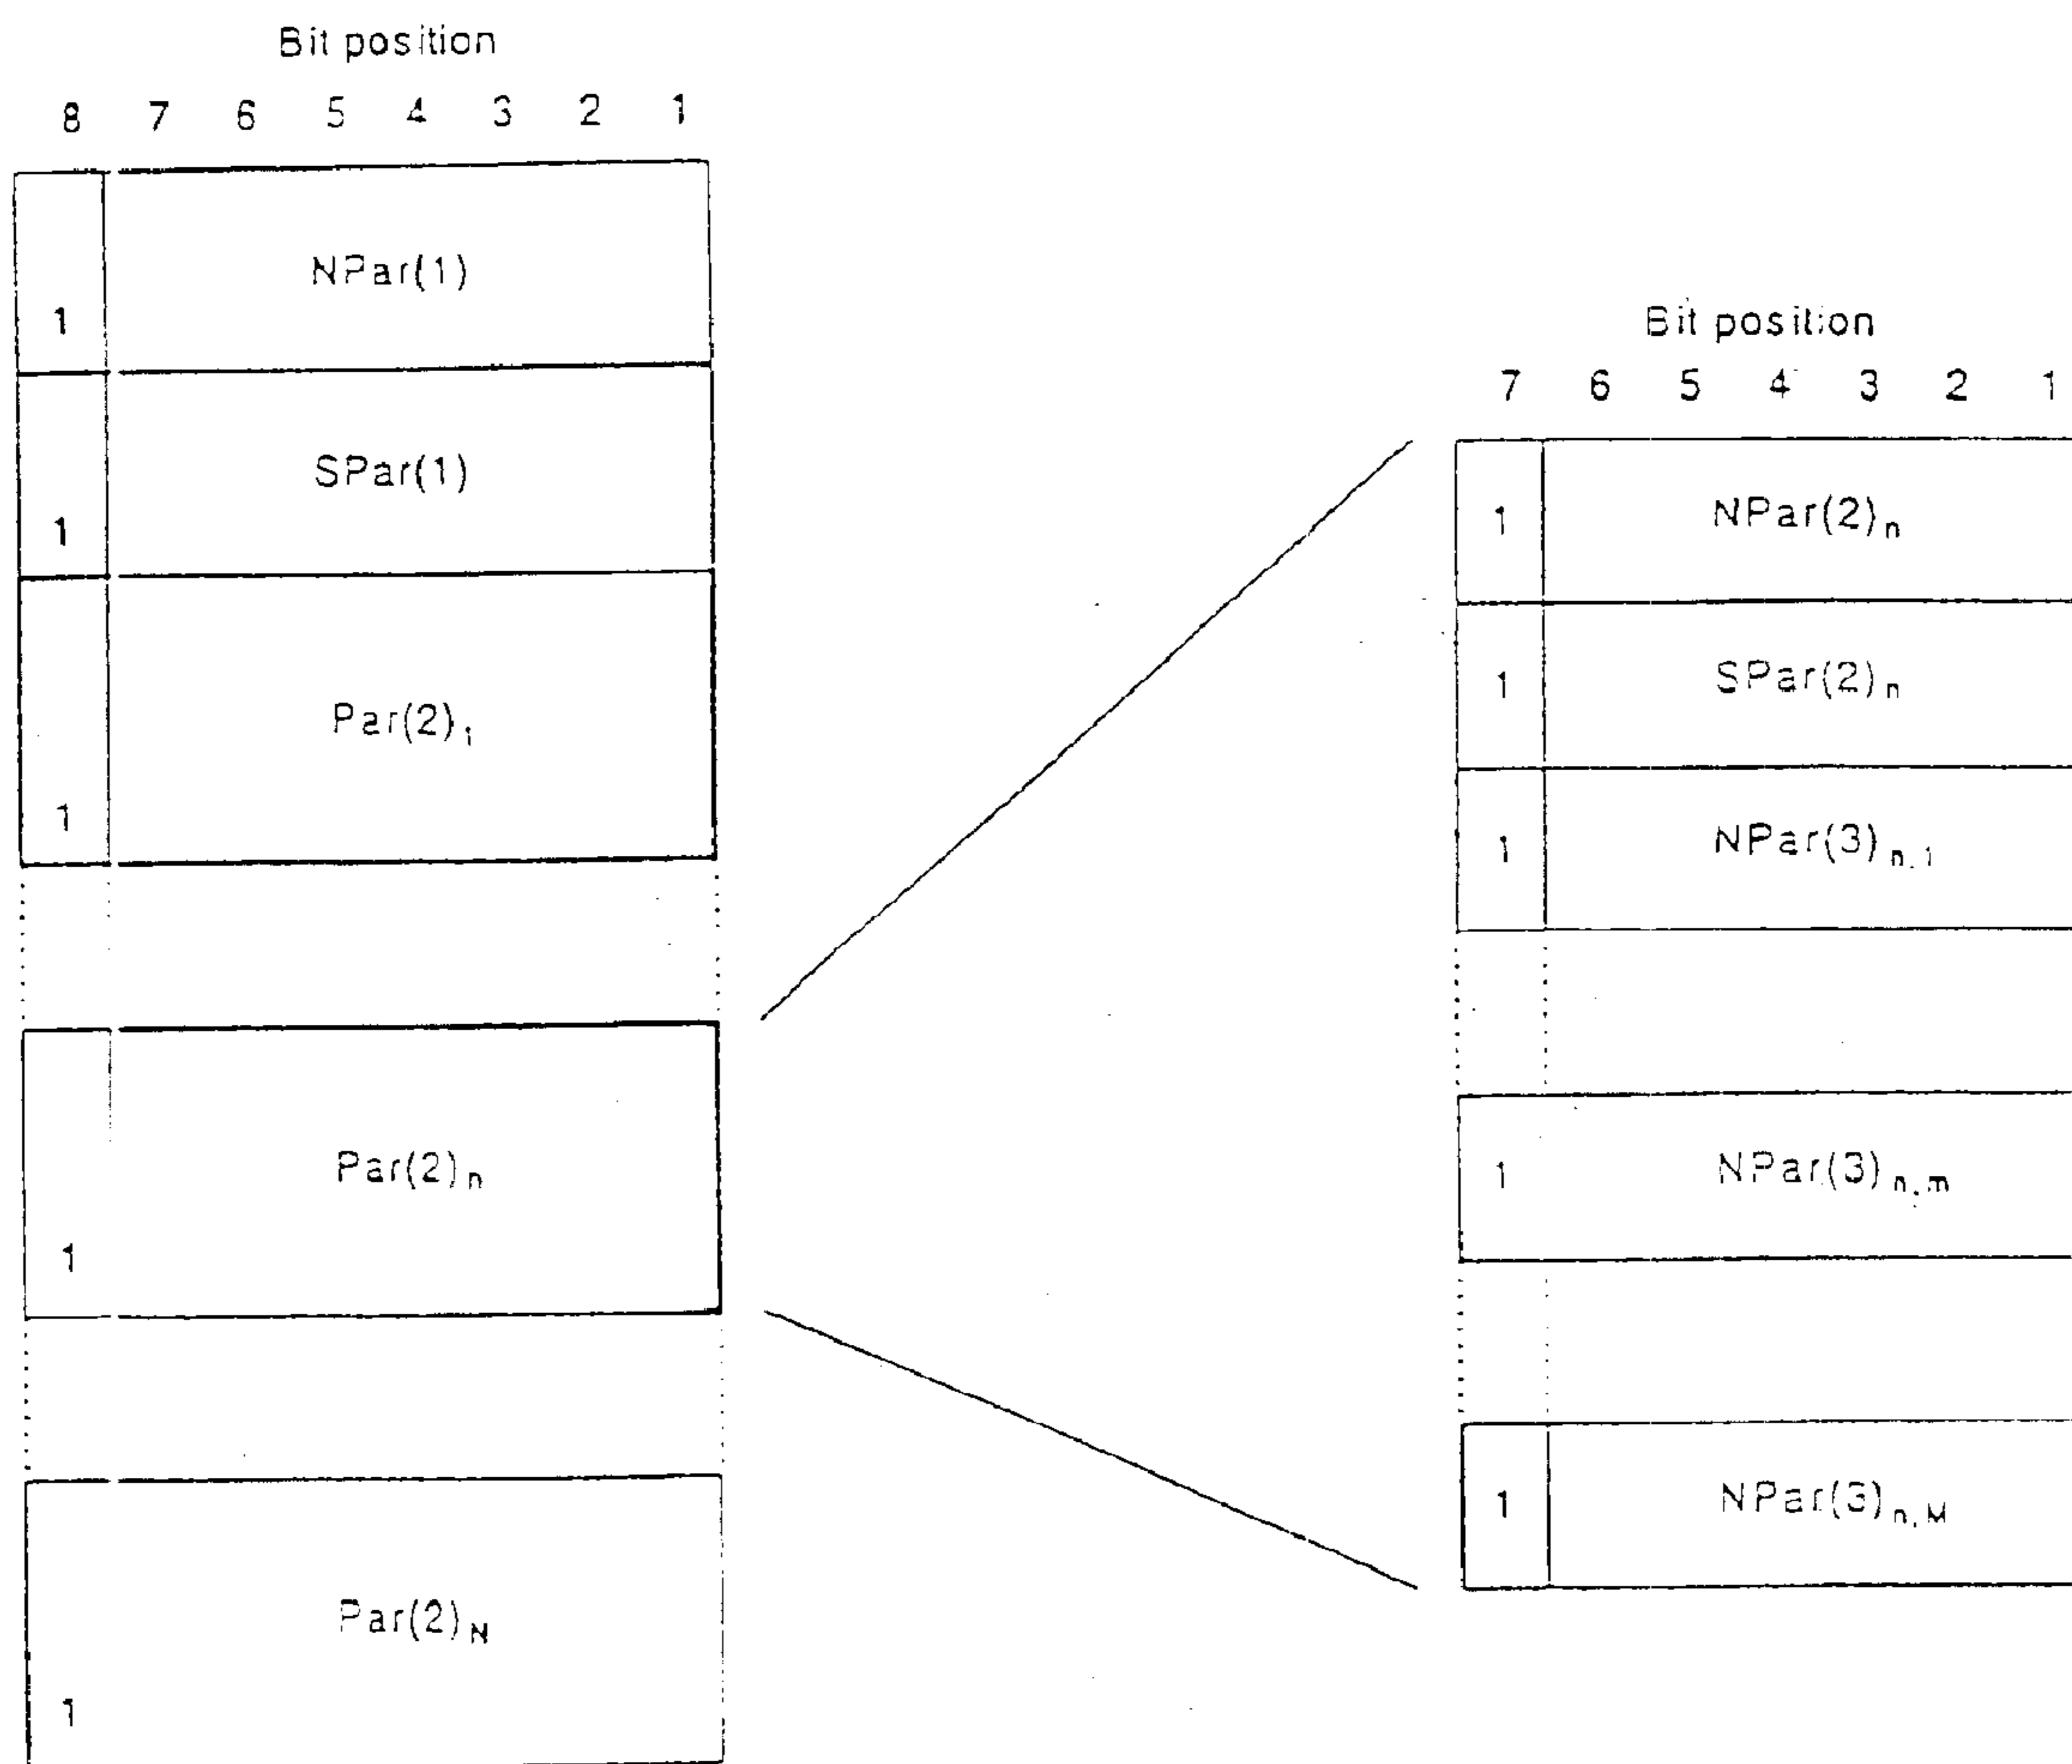 Bit position
8 7 6 5 4 3 2 1
NPar(1)
1
SPar(1)
1
Par(2)1
1
Par(2)n
1
Par(2)N
1
Bit position
7 6 5 4 3 2 1
1 NPar(2)n
1 SPar(2)n
1 NPar(3)n,1
1 NPar(3)n,m
1 NPar(3)n,M